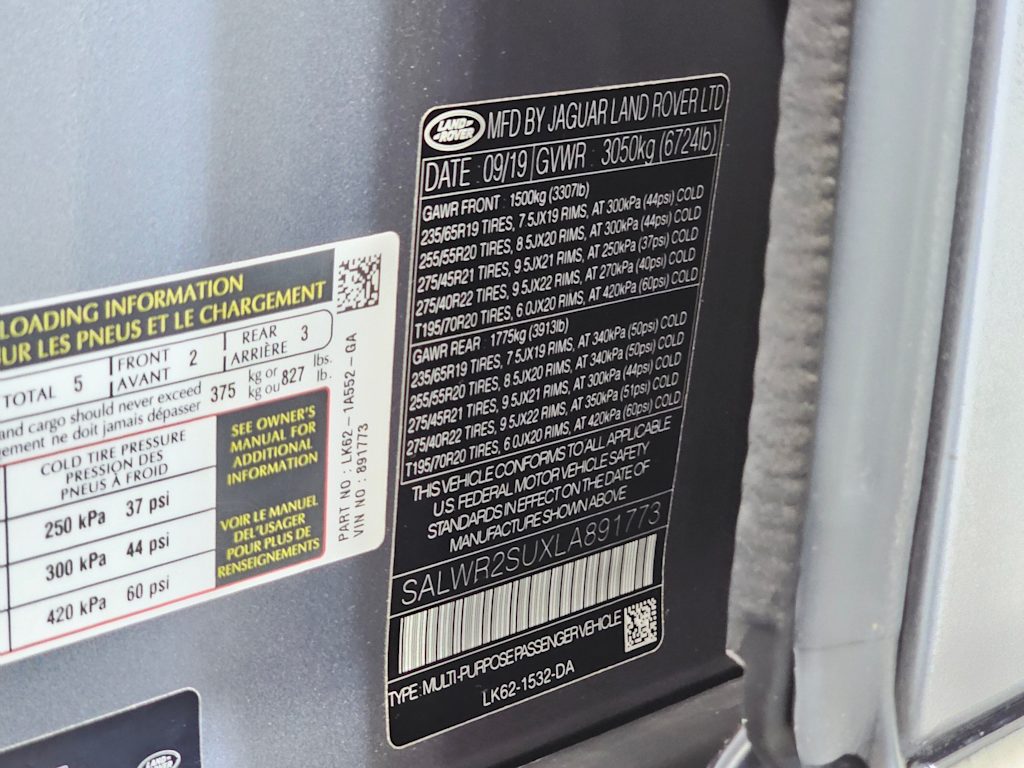 LOADING INFORMATION
UR LES PNEUS ET LE CHARGEMENT
TOTAL 5
FRONT
AVANT 2
REAR
ARRIÈRE 3
and cargo should never exceed
ne doit jamais dépasser
375 kg or
kg ou 827 lbs.
lb.
COLD TIRE PRESSURE
PRESSION DES
PNEUS À FROID
250 kPa 37 psi
300 kPa 44 psi
420 kPa 60 psi
SEE OWNER'S
MANUAL FOR
ADDITIONAL
INFORMATION
VOIR LE MANUEL
DEL'USAGER
POUR PLUS DE
RENSEIGNEMENTS
PART NO: LK62-1A552-GA
VIN NO: 891773
LAND ROVER
MFD BY JAGUAR LAND ROVER LTD
DATE : 09/19 GVWR : 3050kg (6724lb)
GAWR FRONT : 1500kg (3307lb)
235/65R19 TIRES, 7.5JX19 RIMS, AT 300kPa (44psi) COLD
255/55R20 TIRES, 8.5JX20 RIMS, AT 300kPa (44psi) COLD
275/45R21 TIRES, 9.5JX21 RIMS, AT 250kPa (37psi) COLD
275/40R22 TIRES, 9.5JX22 RIMS, AT 270kPa (40psi) COLD
T195/70R20 TIRES, 6.0JX20 RIMS, AT 420kPa (60psi) COLD
GAWR REAR : 1775kg (3913lb)
235/65R19 TIRES, 7.5JX19 RIMS, AT 340kPa (50psi) COLD
255/55R20 TIRES, 8.5JX20 RIMS, AT 340kPa (50psi) COLD
275/45R21 TIRES, 9.5JX21 RIMS, AT 300kPa (44psi) COLD
275/40R22 TIRES, 9.5JX22 RIMS, AT 350kPa (51psi) COLD
T195/70R20 TIRES, 6.0JX20 RIMS, AT 420kPa (60psi) COLD
THIS VEHICLE CONFORMS TO ALL APPLICABLE
U.S. FEDERAL MOTOR VEHICLE SAFETY
STANDARDS IN EFFECT ON THE DATE OF
MANUFACTURE SHOWN ABOVE
SALWR2SUXLA891773
TYPE: MULTI-PURPOSE PASSENGER VEHICLE
LK62-1532-DA
LAND ROVER